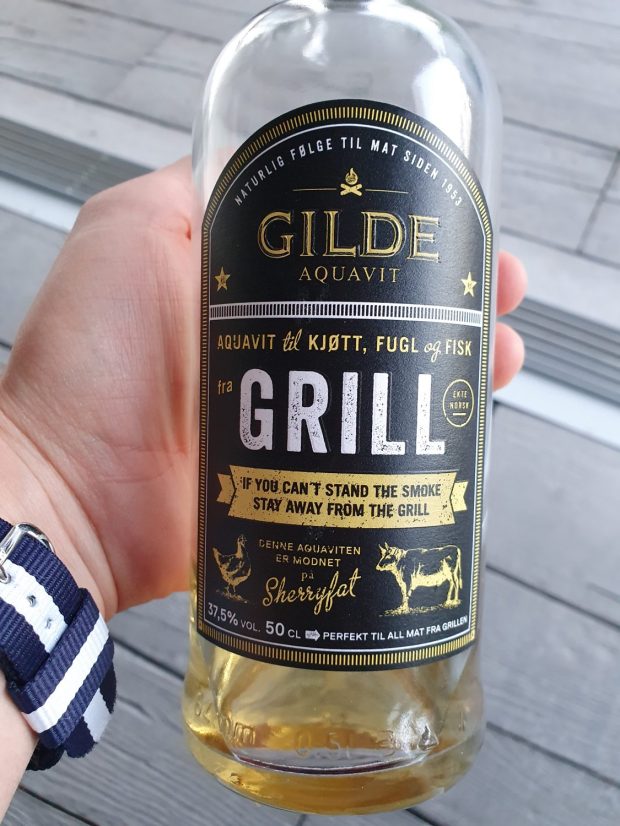 NATURLIG FØLGE TIL MAT SIDEN 1953
GILDE
AQUAVIT
AQUAVIT til KJØTT, FUGL og FISK
fra
GRILL
EKTE
NORSK
IF YOU CAN'T STAND THE SMOKE
STAY AWAY FROM THE GRILL
DENNE AQUAVITEN
ER MODNET
på
Sherryfat
37,5% VOL. 50 CL PERFEKT TIL ALL MAT FRA GRILLEN
0.5l